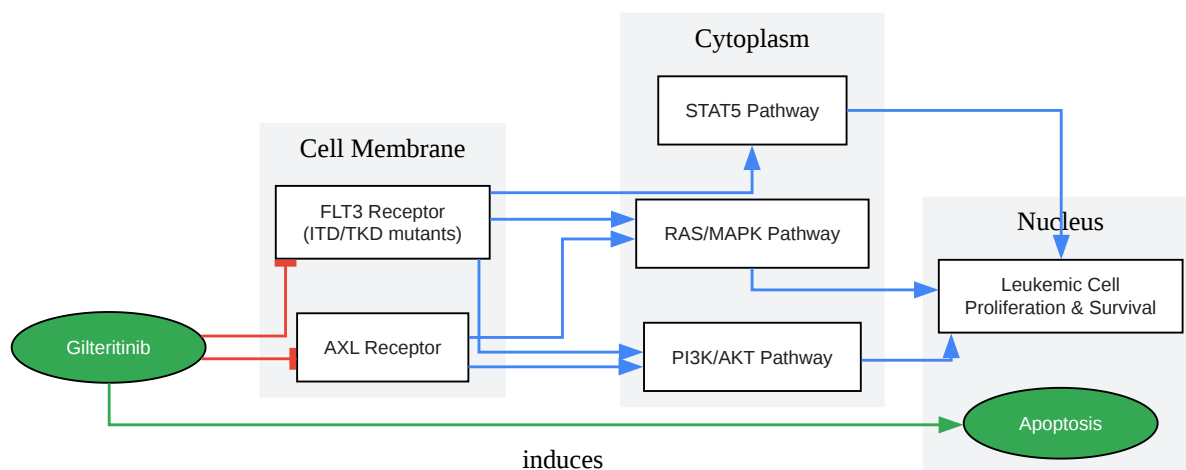 Cytoplasm
STAT5 Pathway
Cell Membrane
FLT3 Receptor
(ITD/TKD mutants)
RAS/MAPK Pathway
Nucleus
Leukemic Cell
Proliferation & Survival
Gilteritinib
AXL Receptor
PI3K/AKT Pathway
Apoptosis
induces